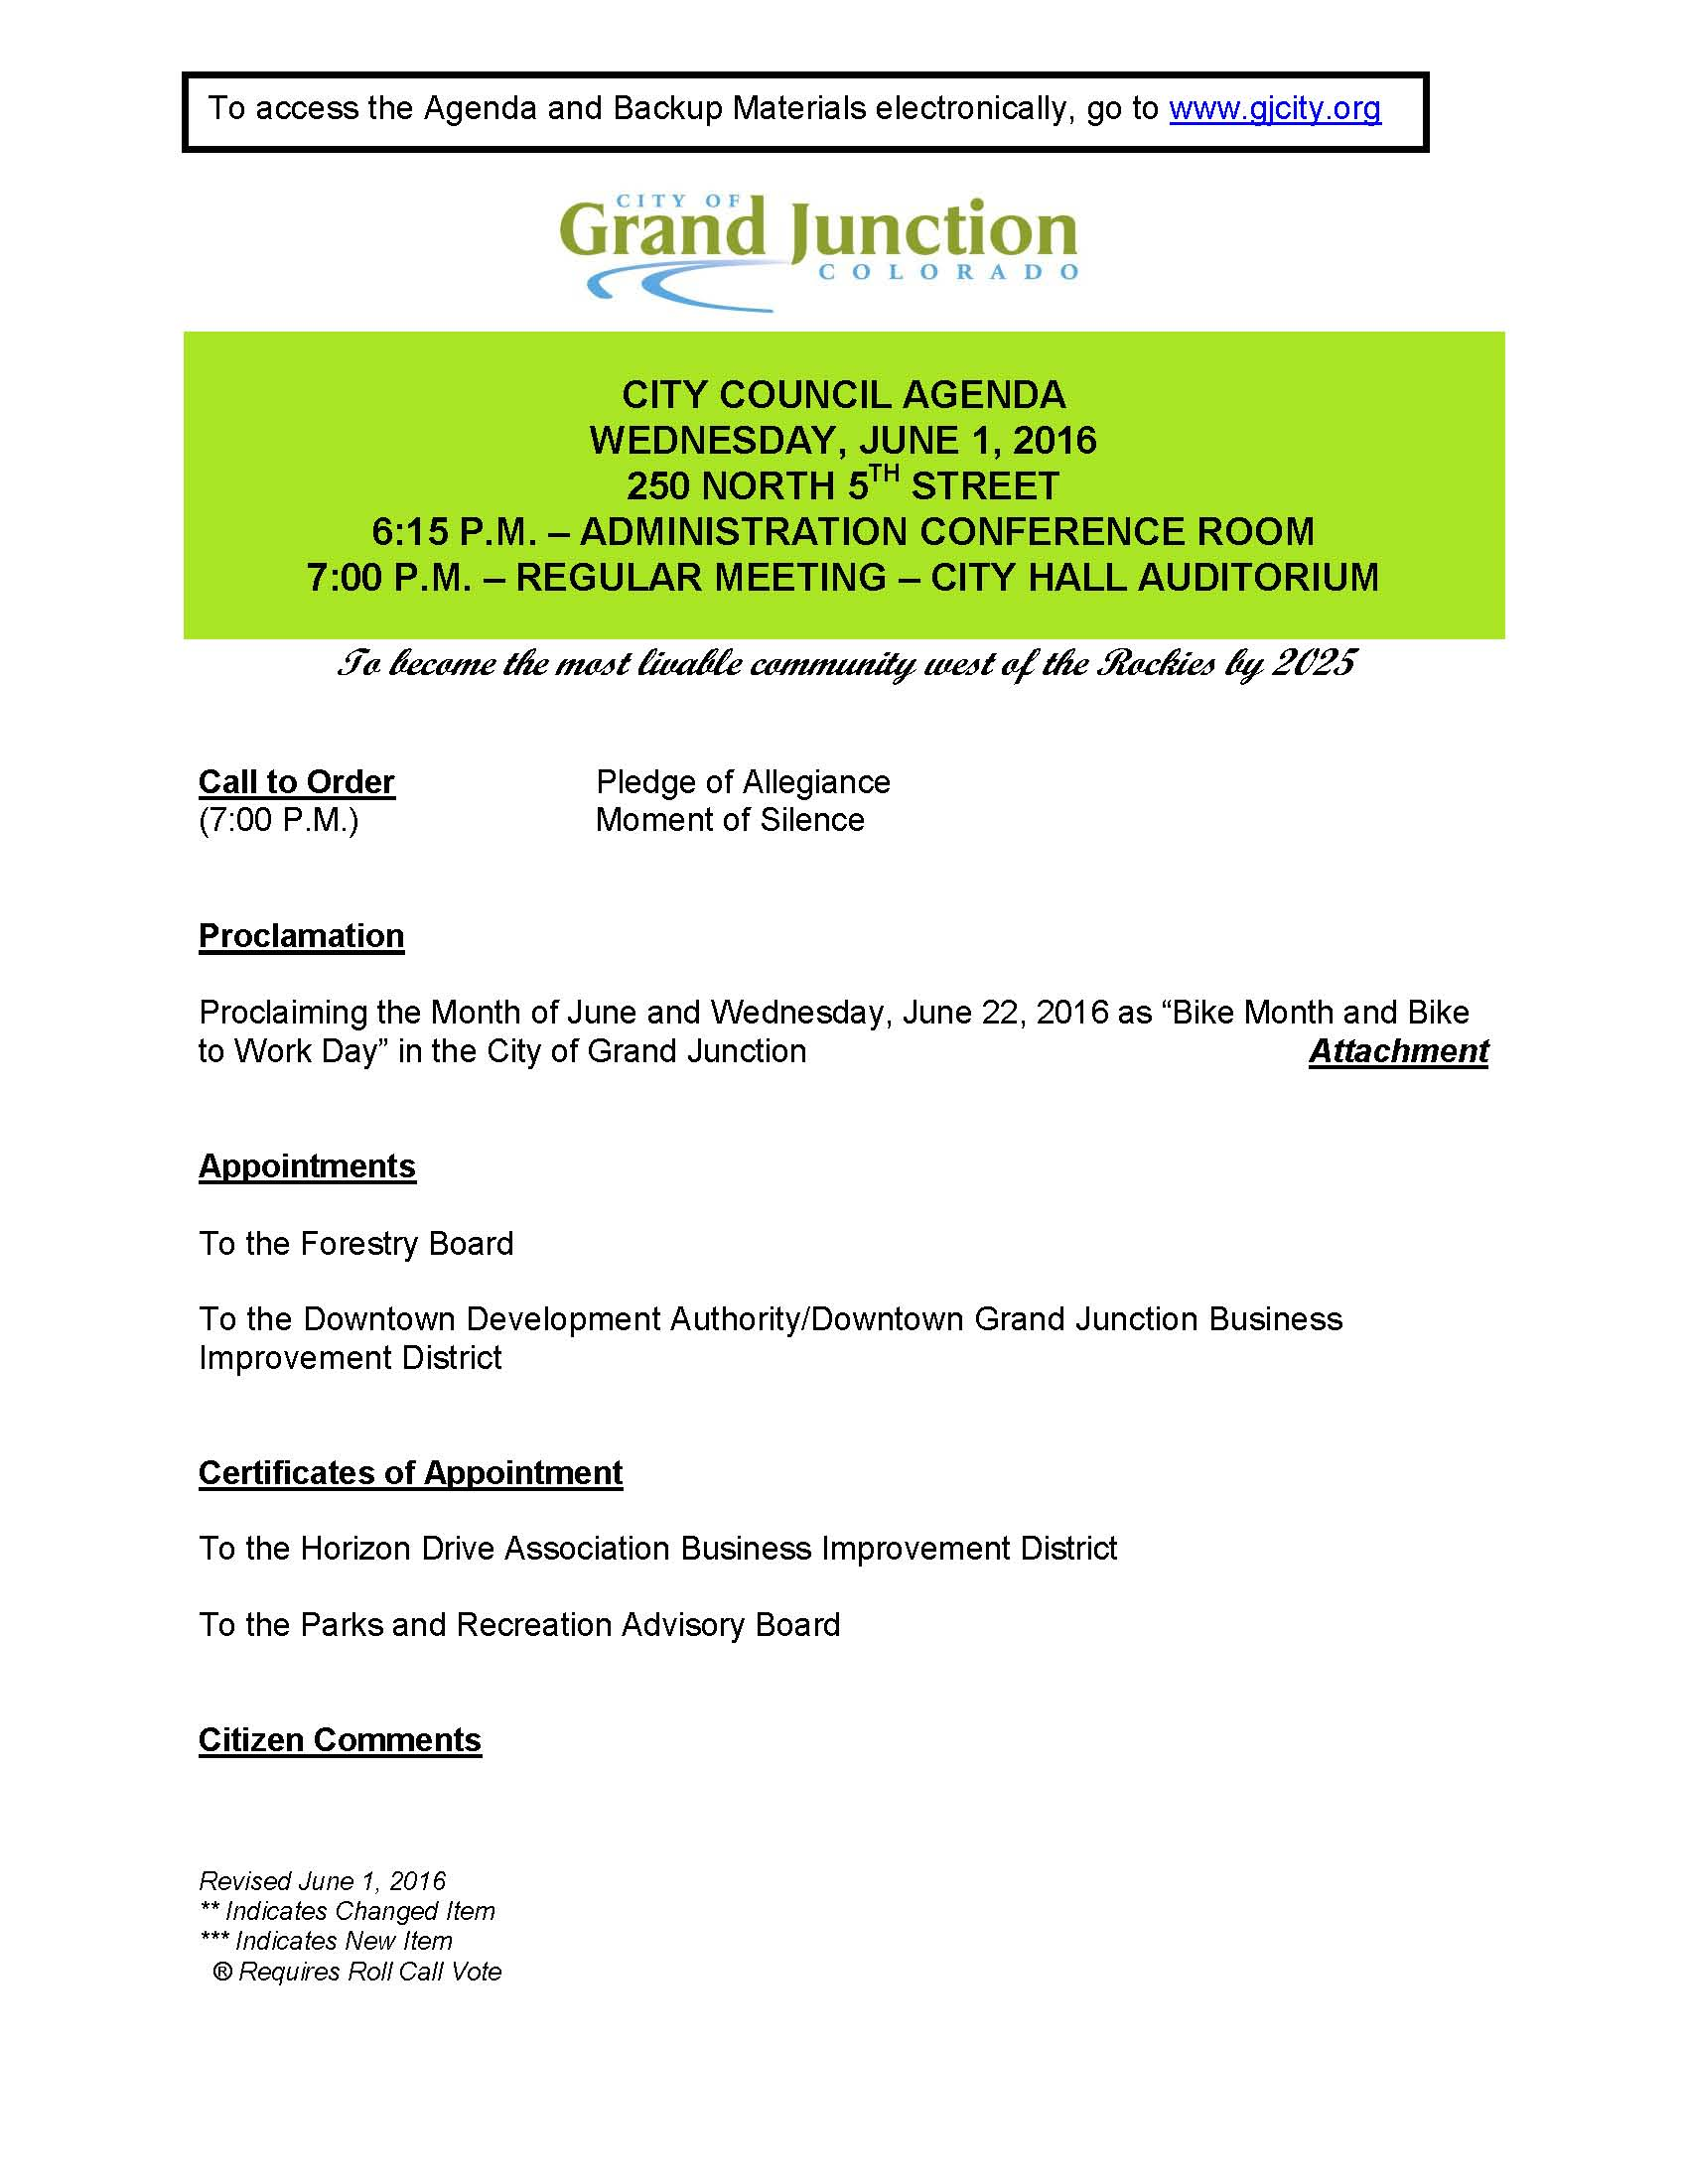 To access the Agenda and Backup Materials electronically, go to www.gjcity.org
CITY OF
Grand Junction
COLORADO
CITY COUNCIL AGENDA
WEDNESDAY, JUNE 1, 2016
250 NORTH 5TH STREET
6:15 P.M. – ADMINISTRATION CONFERENCE ROOM
7:00 P.M. – REGULAR MEETING – CITY HALL AUDITORIUM
To become the most livable community west of the Rockies by 2025
Call to Order Pledge of Allegiance
(7:00 P.M.) Moment of Silence
Proclamation
Proclaiming the Month of June and Wednesday, June 22, 2016 as “Bike Month and Bike
to Work Day” in the City of Grand Junction Attachment
Appointments
To the Forestry Board
To the Downtown Development Authority/Downtown Grand Junction Business
Improvement District
Certificates of Appointment
To the Horizon Drive Association Business Improvement District
To the Parks and Recreation Advisory Board
Citizen Comments
Revised June 1, 2016
** Indicates Changed Item
*** Indicates New Item
® Requires Roll Call Vote